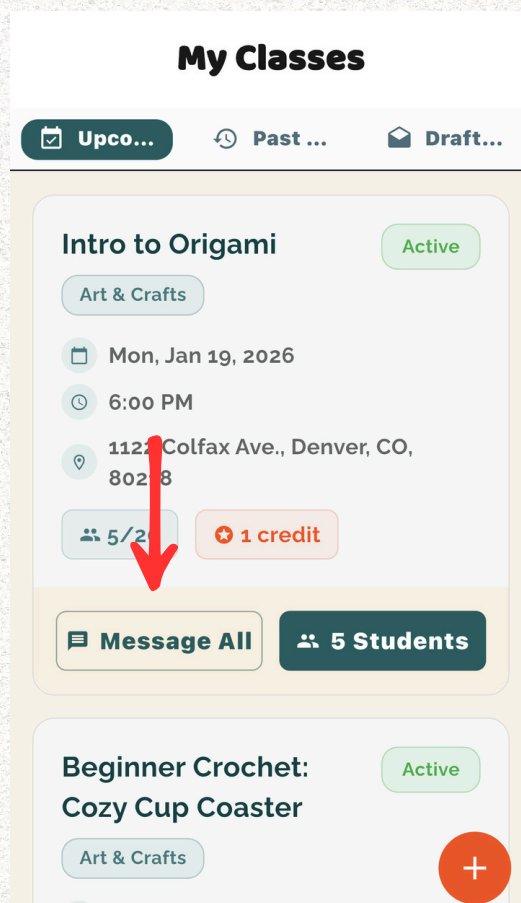 My Classes
Upco...
Past ...
Draft...
Intro to Origami
Active
Art & Crafts
Mon, Jan 19, 2026
6:00 PM
Colfax Ave., Denver, CO,
1 credit
Message All
5 Students
Beginner Crochet:
Active
Cozy Cup Coaster
Art & Crafts